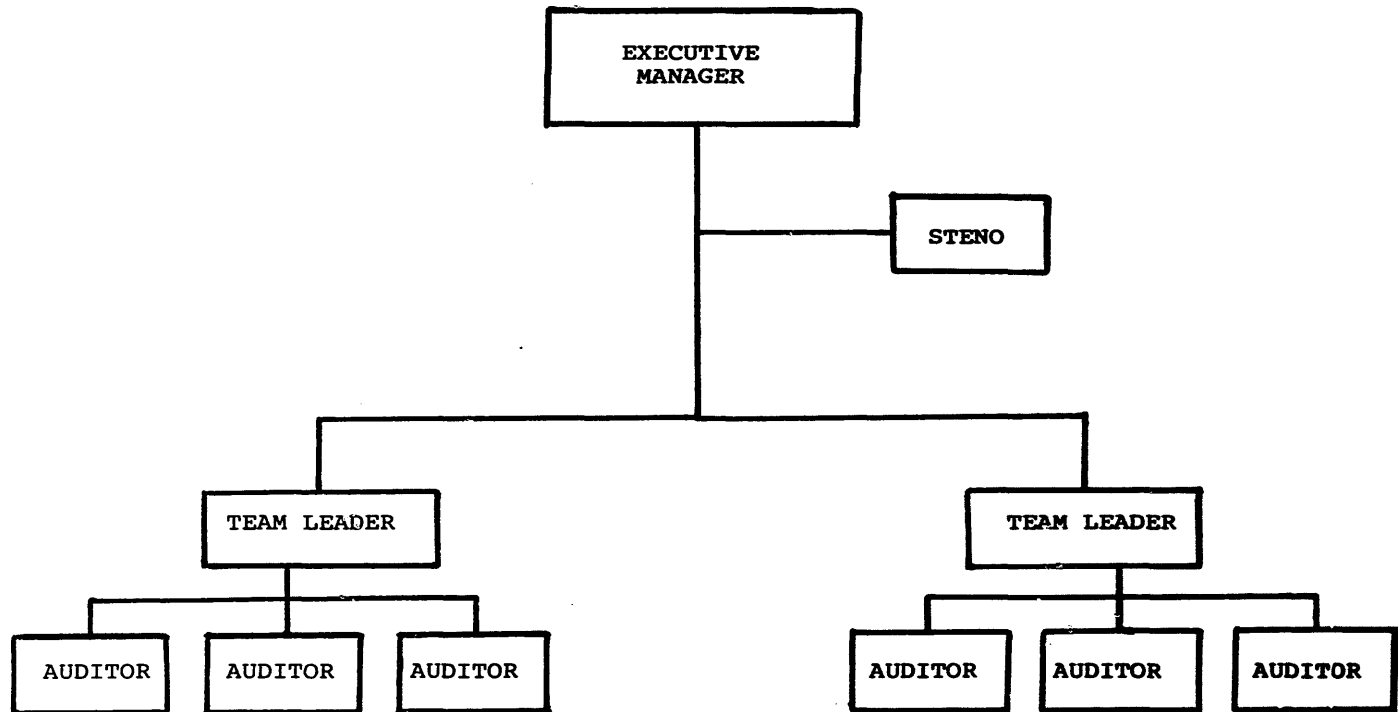 EXECUTIVE
MANAGER
STENO
TEAM LEADER
TEAM LEADER
AUDITOR
AUDITOR
AUDITOR
AUDITOR
AUDITOR
AUDITOR